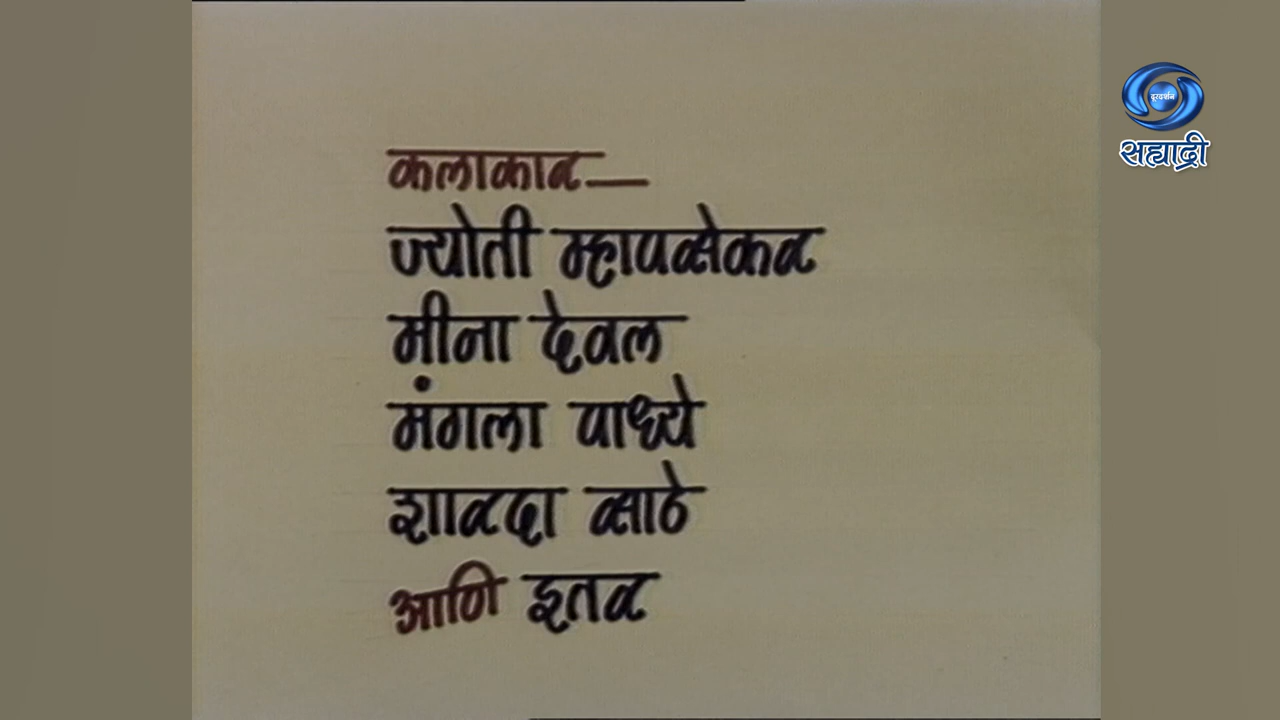 दूरदर्शन
सह्याद्री
कलाकार —
ज्योती म्हापसेकर
मीना देवल
मंगला पाध्ये
शारदा साठे
आणि इतर